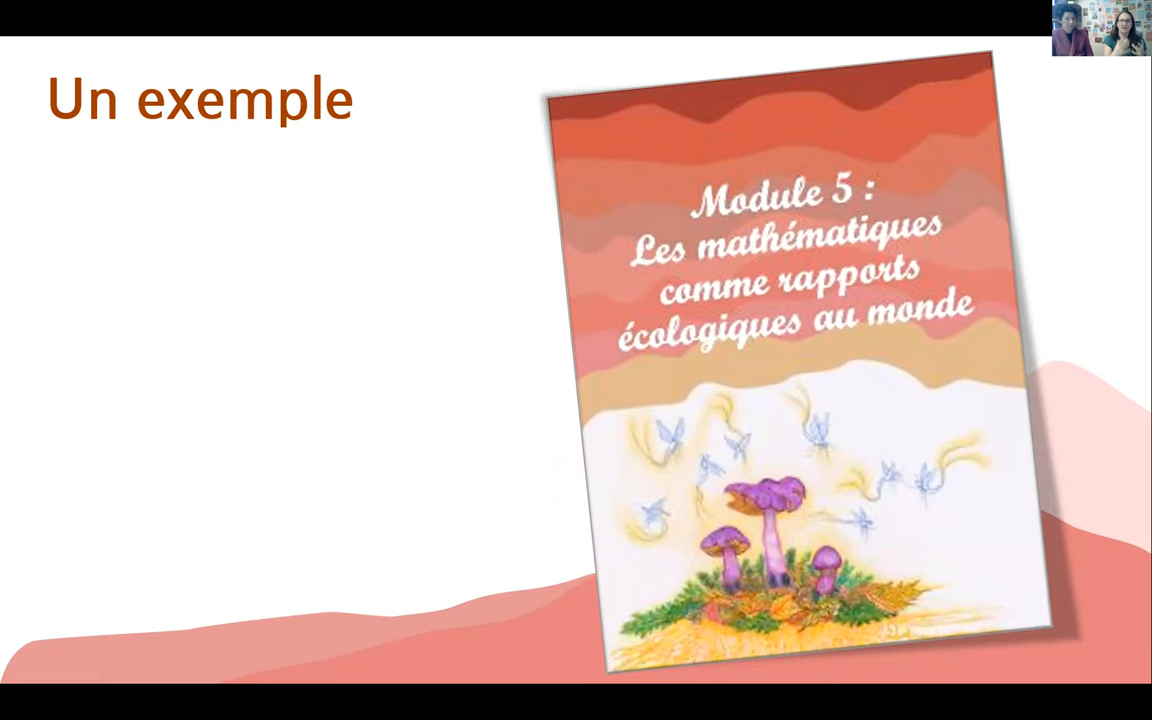 Un exemple
Module 5 :
Les mathématiques
comme rapports
écologiques au monde